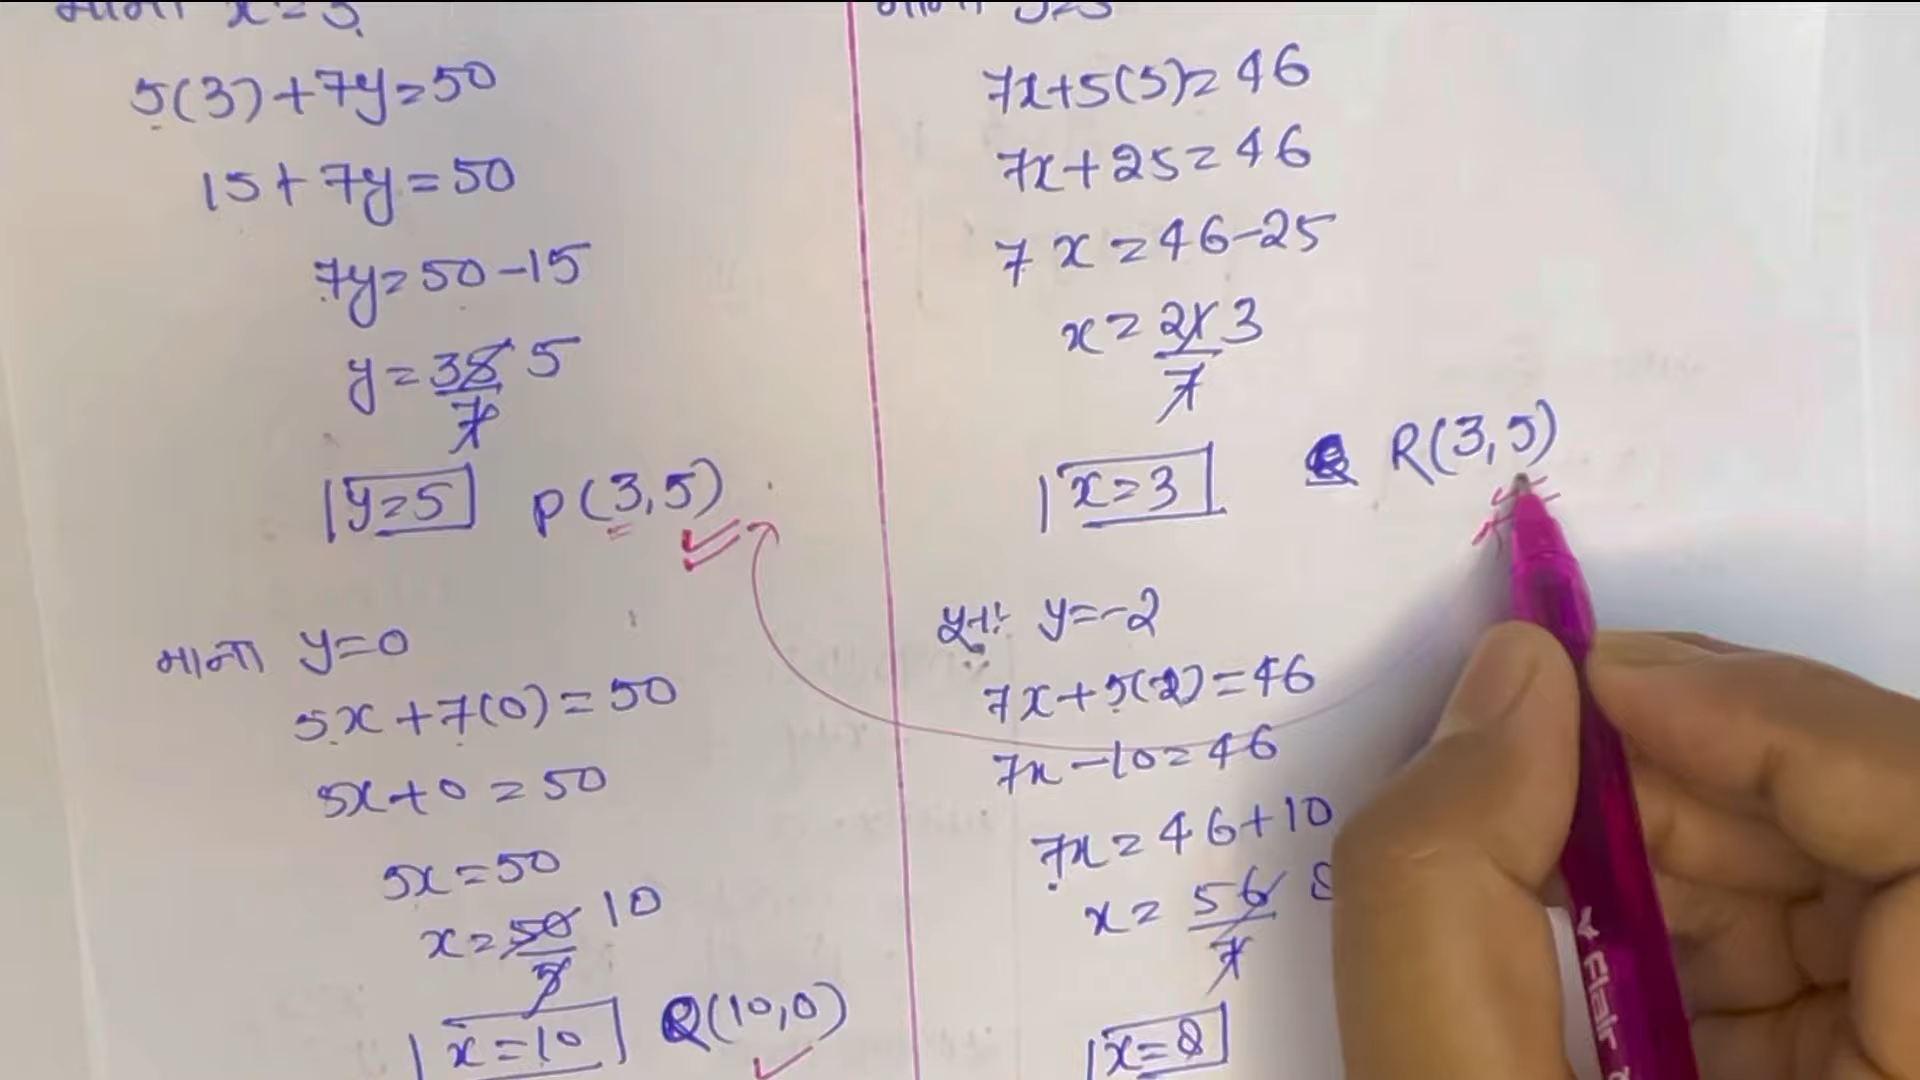 माना x=3
5(3)+7y=50
15+7y=50
7y=50-15
y=35/7 5
y=5 P(3,5)
माना y=0
5x+7(0)=50
5x+0=50
5x=50
x=50/5 10
x=10 Q(10,0)
7x+5(5)=46
7x+25=46
7x=46-25
x=21/7 3
x=3 R(3,5)
पुनः y=-2
7x+5(-2)=46
7x-10=46
7x=46+10
x=56/7 8
x=8
Flair